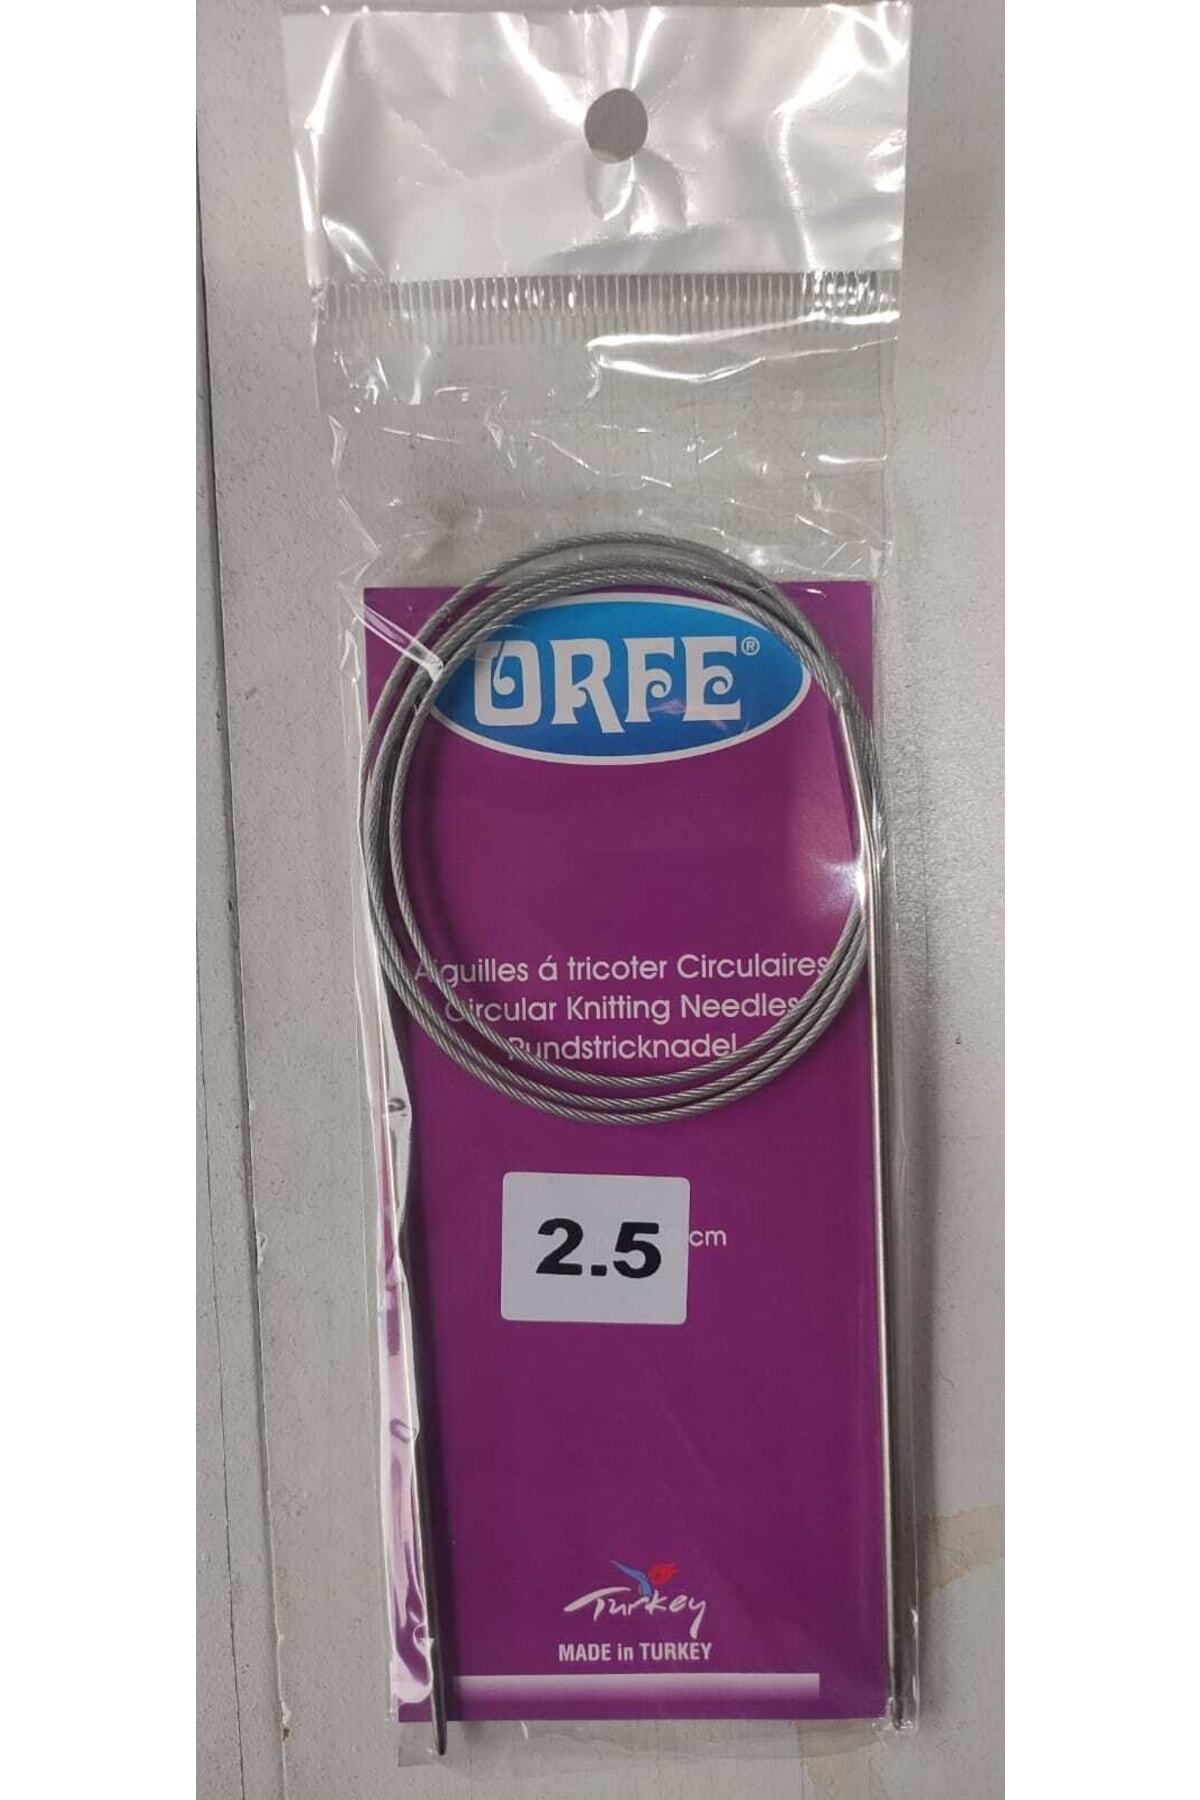 ORFE®
Aiguilles á tricoter Circulaires
Circular Knitting Needles
Rundstricknadel
2.5 cm
Turkey
MADE in TURKEY